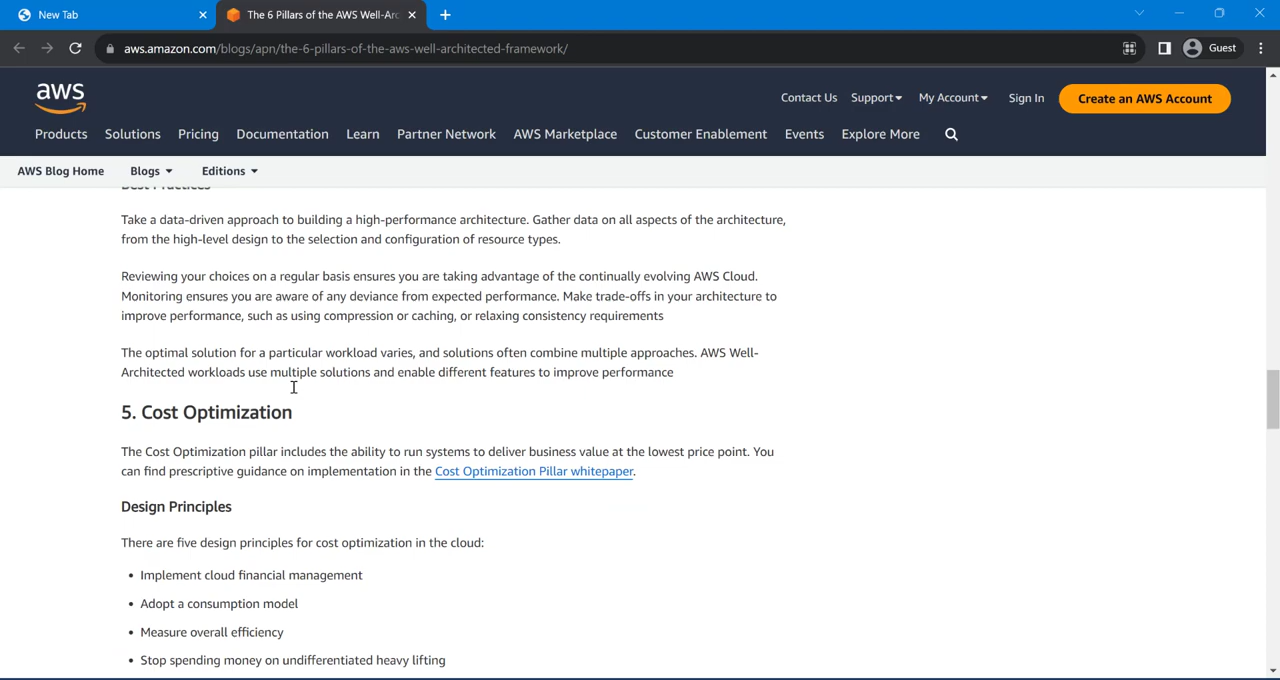 New Tab
The 6 Pillars of the AWS Well-Arc
aws.amazon.com/blogs/apn/the-6-pillars-of-the-aws-well-architected-framework/
Guest
aws
Contact Us Support My Account Sign In Create an AWS Account
Products Solutions Pricing Documentation Learn Partner Network AWS Marketplace Customer Enablement Events Explore More
AWS Blog Home Blogs Editions
Best Practices
Take a data-driven approach to building a high-performance architecture. Gather data on all aspects of the architecture,
from the high-level design to the selection and configuration of resource types.
Reviewing your choices on a regular basis ensures you are taking advantage of the continually evolving AWS Cloud.
Monitoring ensures you are aware of any deviance from expected performance. Make trade-offs in your architecture to
improve performance, such as using compression or caching, or relaxing consistency requirements
The optimal solution for a particular workload varies, and solutions often combine multiple approaches. AWS Well-
Architected workloads use multiple solutions and enable different features to improve performance
5. Cost Optimization
The Cost Optimization pillar includes the ability to run systems to deliver business value at the lowest price point. You
can find prescriptive guidance on implementation in the Cost Optimization Pillar whitepaper.
Design Principles
There are five design principles for cost optimization in the cloud:
• Implement cloud financial management
• Adopt a consumption model
• Measure overall efficiency
• Stop spending money on undifferentiated heavy lifting